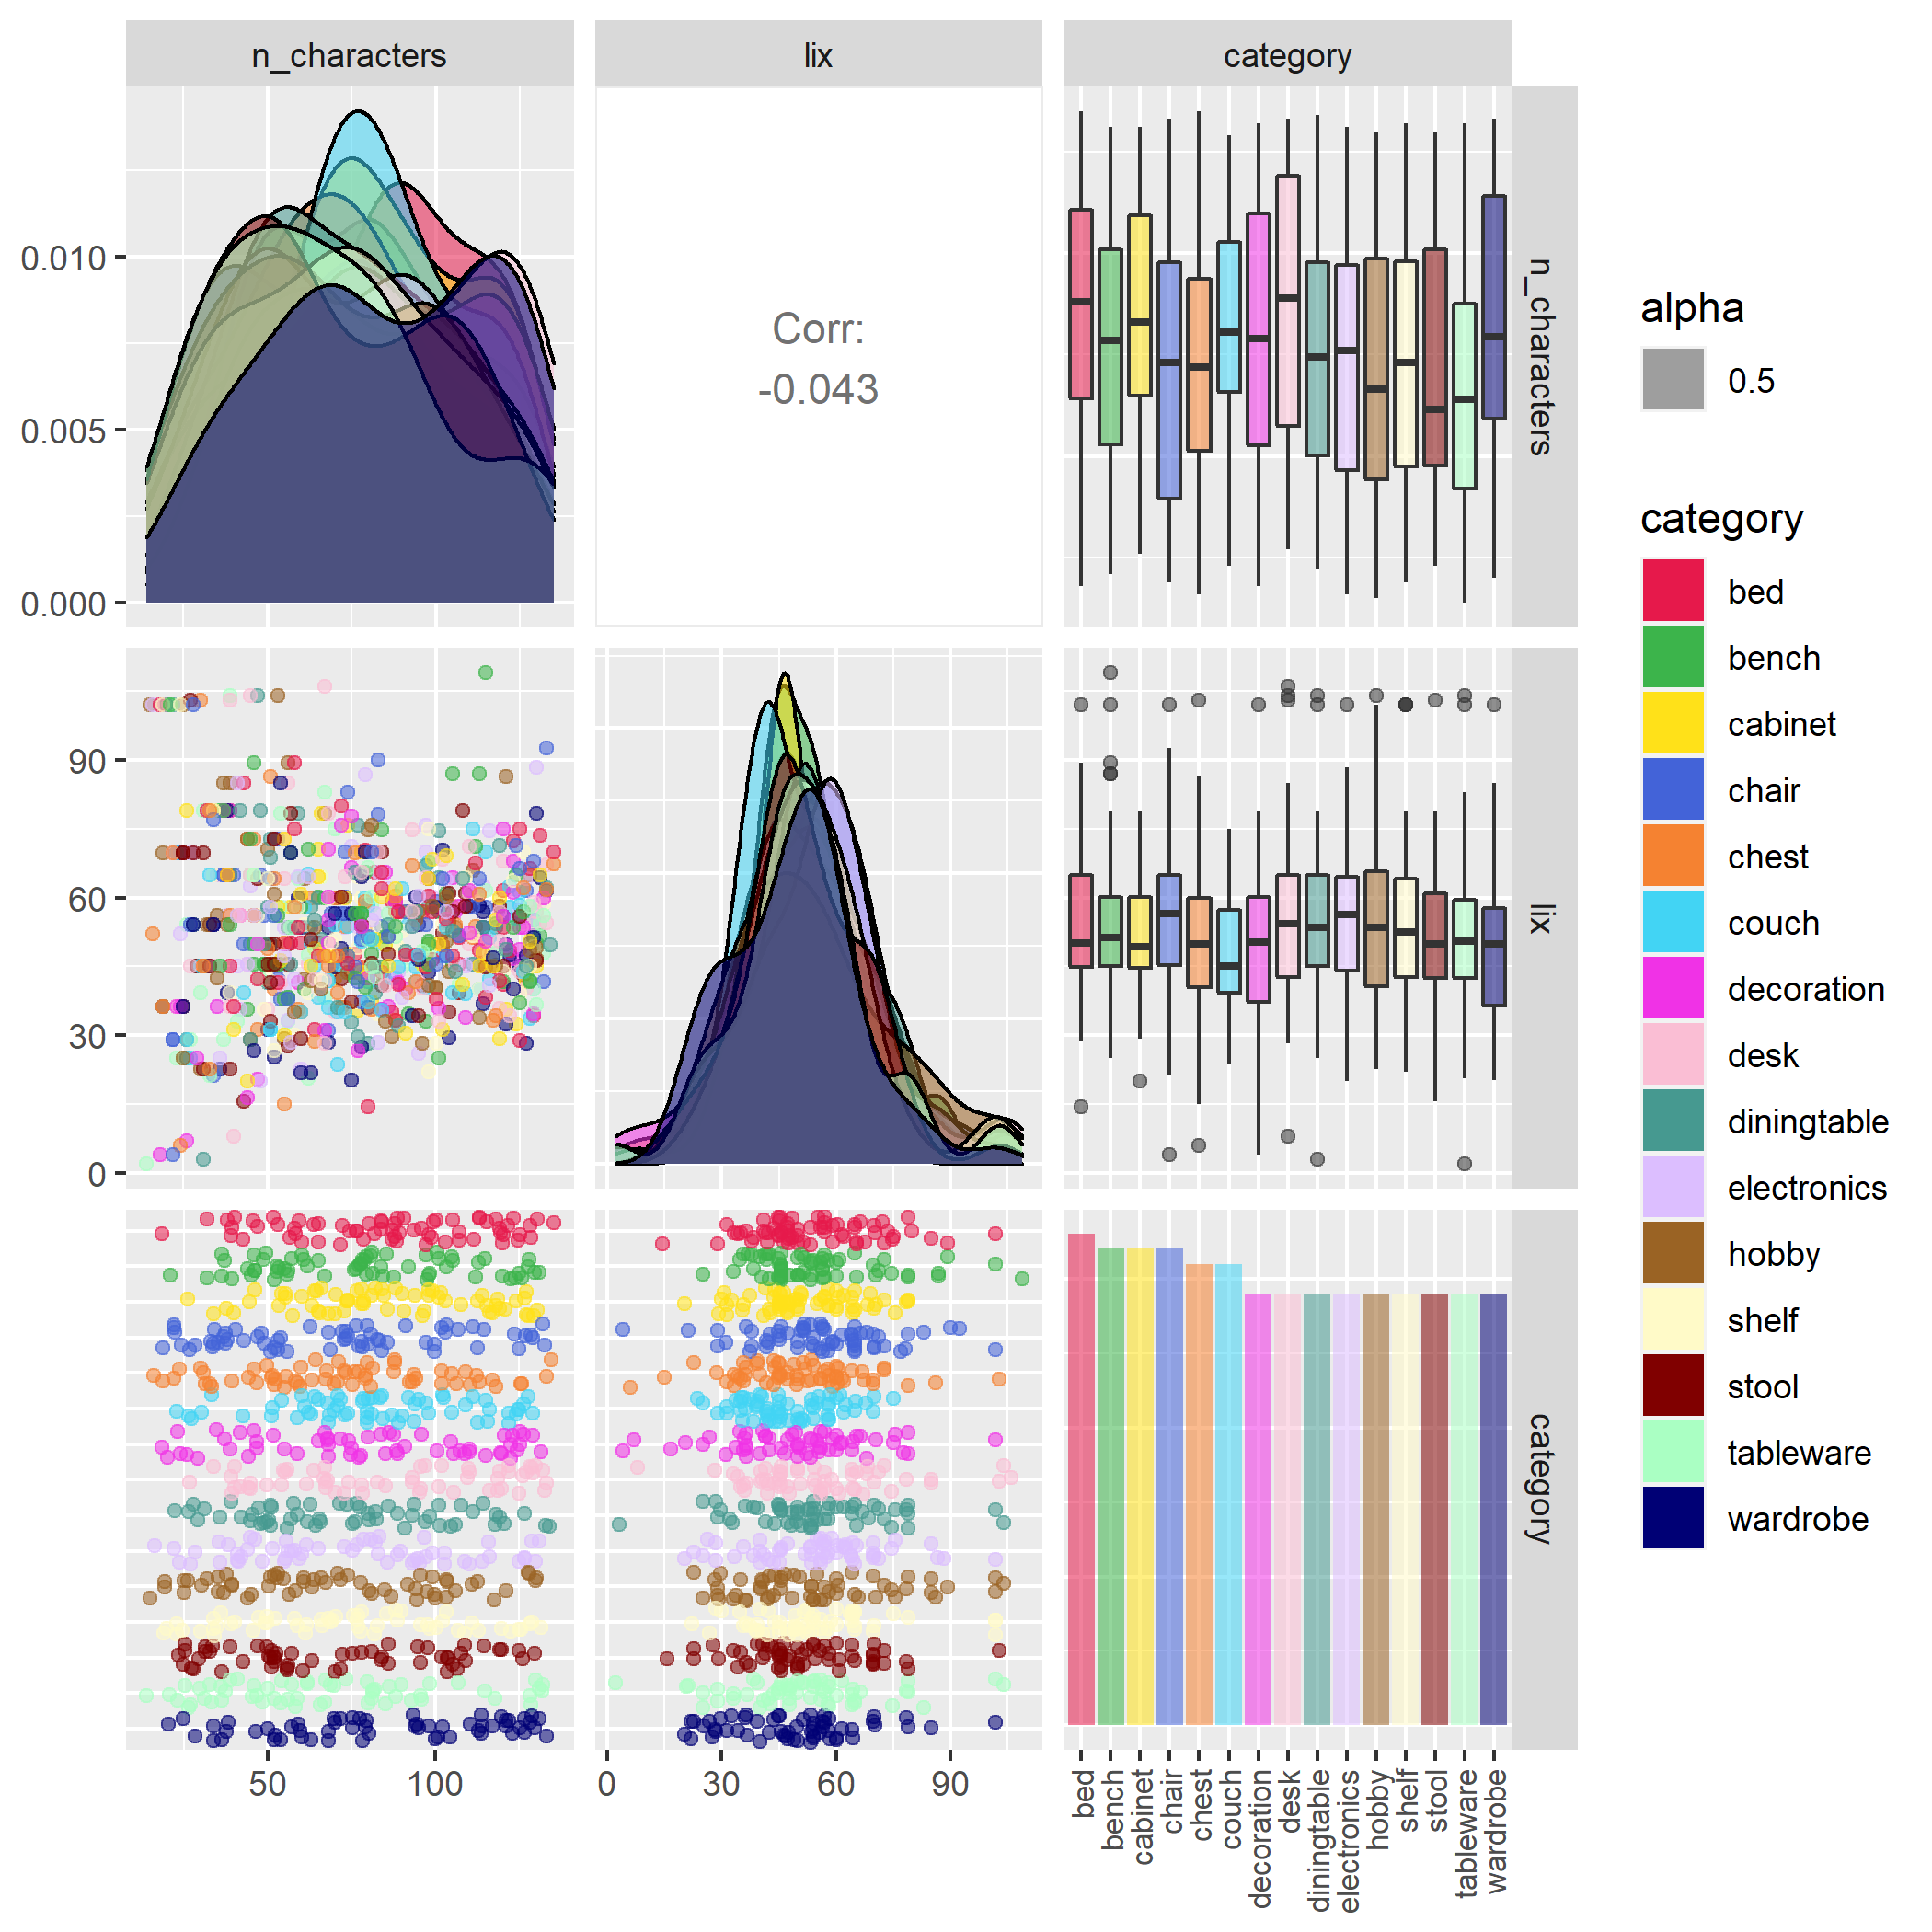 n_characters
lix
category
0.010
0.005
0.000
Corr:
-0.043
n_characters
90
60
30
0
lix
category
50
100
0
30
60
90
bed
bench
cabinet
chair
chest
couch
decoration
desk
diningtable
electronics
hobby
shelf
stool
tableware
wardrobe
alpha
0.5
category
bed
bench
cabinet
chair
chest
couch
decoration
desk
diningtable
electronics
hobby
shelf
stool
tableware
wardrobe